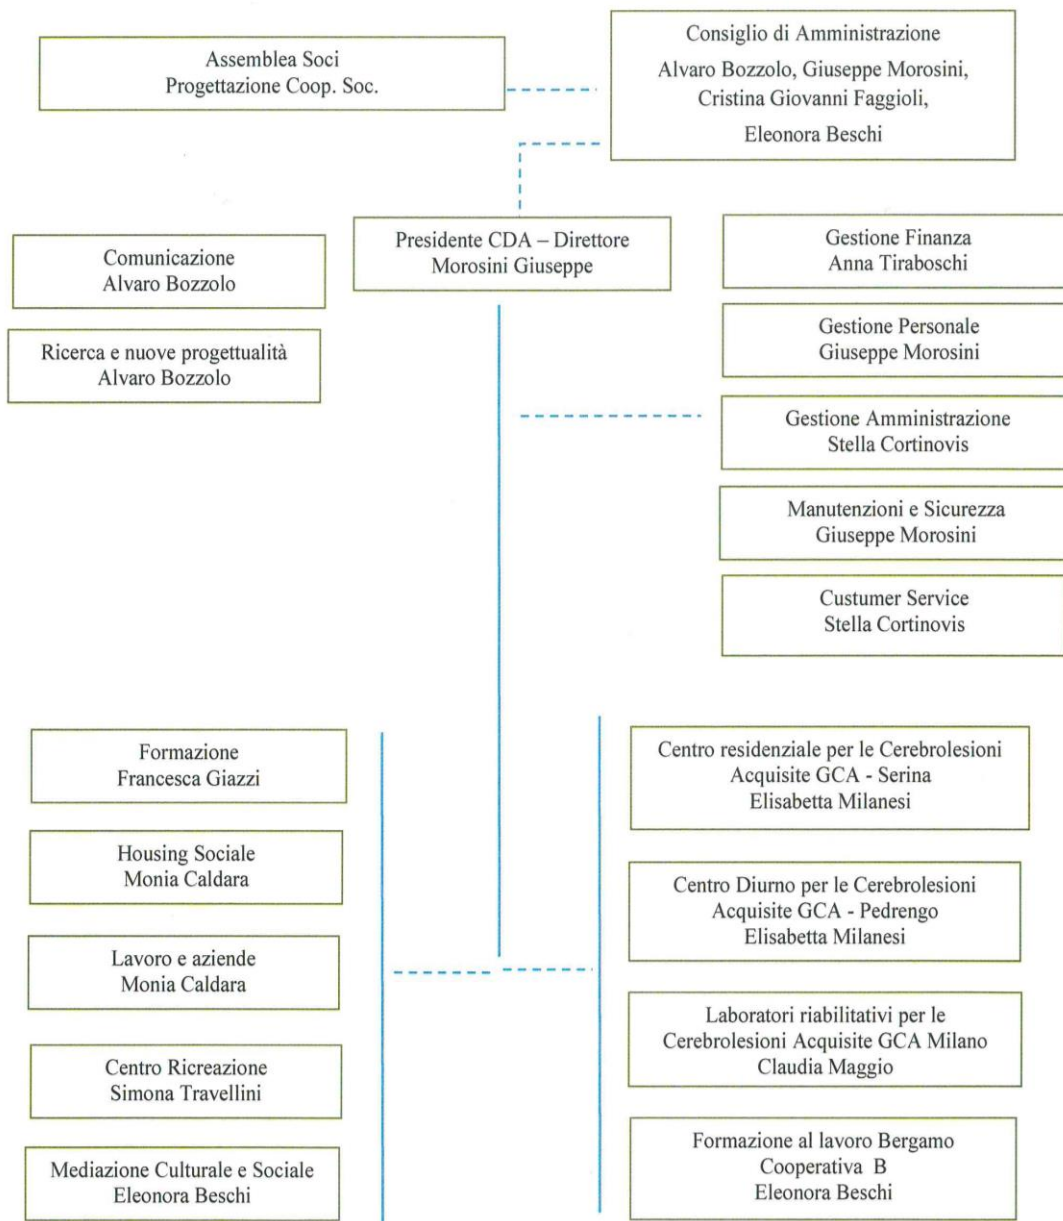 Assemblea Soci
Progettazione Coop. Soc.
Consiglio di Amministrazione
Alvaro Bozzolo, Giuseppe Morosini,
Cristina Giovanni Faggioli,
Eleonora Beschi
Presidente CDA – Direttore
Morosini Giuseppe
Comunicazione
Alvaro Bozzolo
Ricerca e nuove progettualità
Alvaro Bozzolo
Gestione Finanza
Anna Tiraboschi
Gestione Personale
Giuseppe Morosini
Gestione Amministrazione
Stella Cortinovis
Manutenzioni e Sicurezza
Giuseppe Morosini
Custumer Service
Stella Cortinovis
Formazione
Francesca Giazzi
Housing Sociale
Monia Caldara
Lavoro e aziende
Monia Caldara
Centro Ricreazione
Simona Travellini
Mediazione Culturale e Sociale
Eleonora Beschi
Centro residenziale per le Cerebrolesioni
Acquisite GCA - Serina
Elisabetta Milanesi
Centro Diurno per le Cerebrolesioni
Acquisite GCA - Pedrengo
Elisabetta Milanesi
Laboratori riabilitativi per le
Cerebrolesioni Acquisite GCA Milano
Claudia Maggio
Formazione al lavoro Bergamo
Cooperativa B
Eleonora Beschi